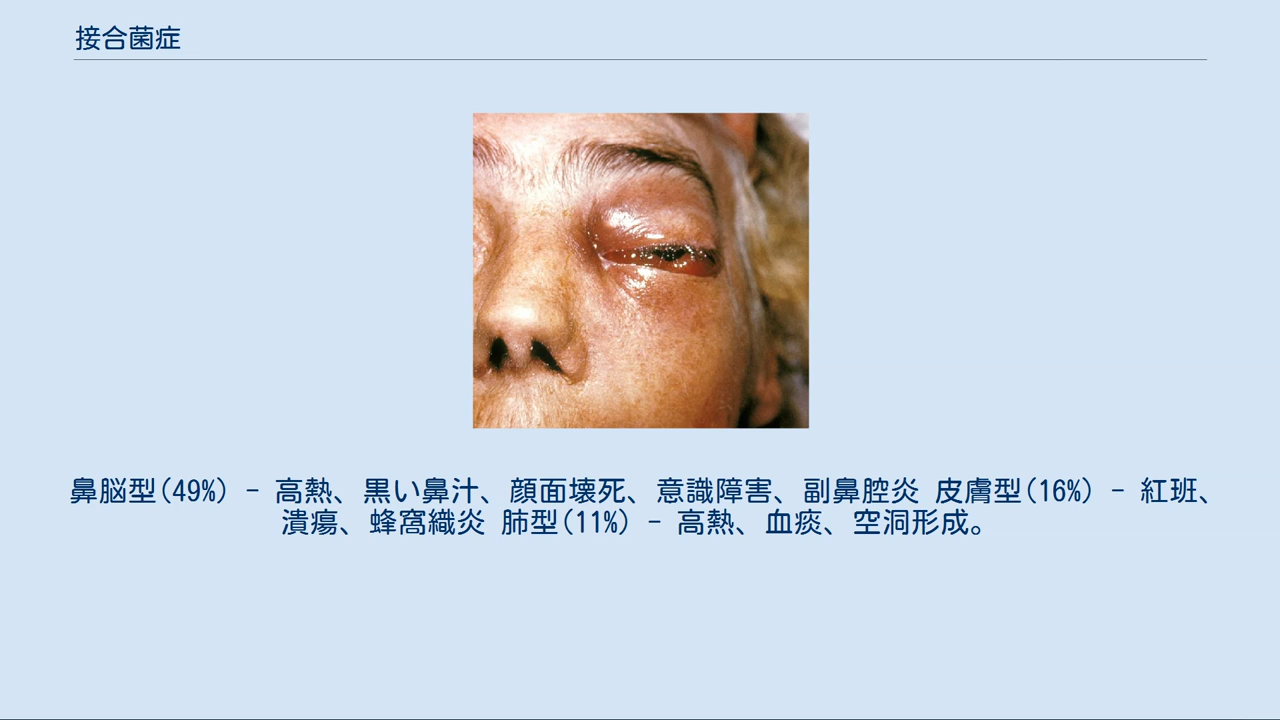 接合菌症
鼻脳型(49%) - 高熱、黒い鼻汁、顔面壊死、意識障害、副鼻腔炎 皮膚型(16%) - 紅班、
潰瘍、蜂窩織炎 肺型(11%) - 高熱、血痰、空洞形成。